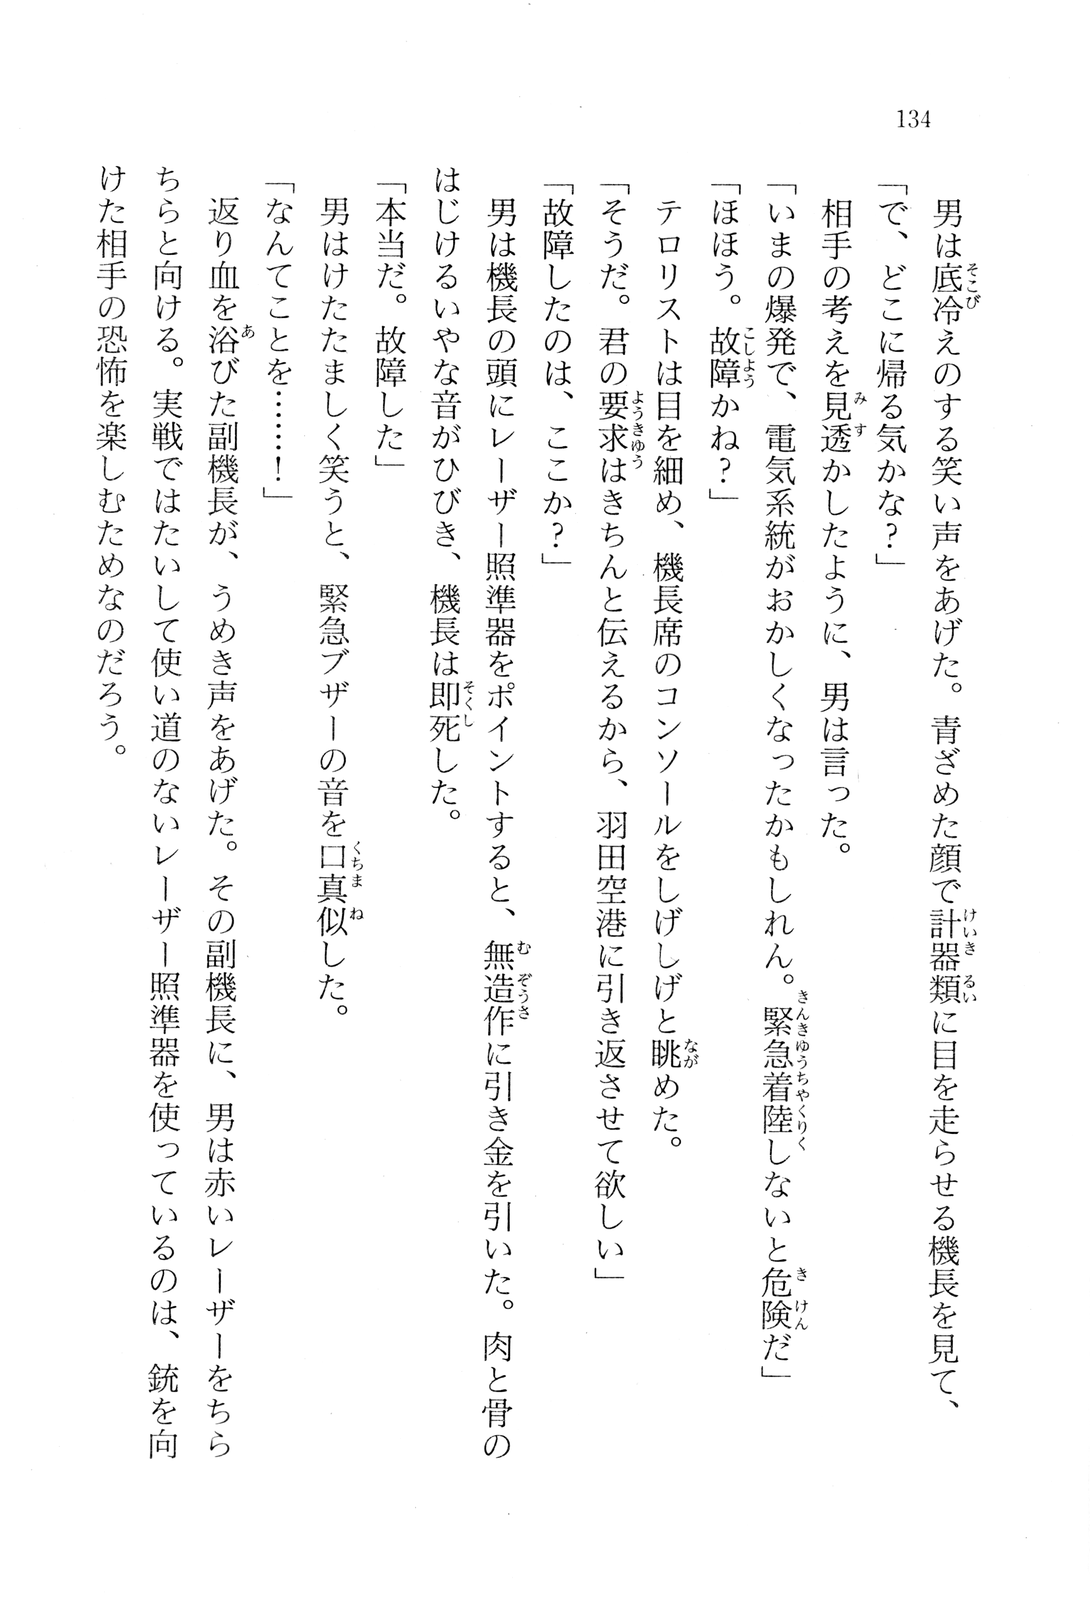 134
男は底冷えのする笑い声をあげた。青ざめた顔で計器類に目を走らせる機長を見て、
「で、どこに帰る気かな?」
相手の考えを見透かしたように、男は言った。
「いまの爆発で、電気系統がおかしくなったかもしれん。緊急着陸しないと危険だ」
「ほほう。故障かね?」
テロリストは目を細め、機長席のコンソールをしげしげと眺めた。
「そうだ。君の要求はきちんと伝えるから、羽田空港に引き返させて欲しい」
「故障したのは、ここか?」
男は機長の頭にレーザー照準器をポイントすると、無造作に引き金を引いた。肉と骨の
はじけるいやな音がひびき、機長は即死した。
「本当だ。故障した」
男はけたたましく笑うと、緊急ブザーの音を口真似した。
「なんてことを……!」
返り血を浴びた副機長が、うめき声をあげた。その副機長に、男は赤いレーザーをちら
ちらと向ける。実戦ではたいして使い道のないレーザー照準器を使っているのは、銃を向
けた相手の恐怖を楽しむためなのだろう。